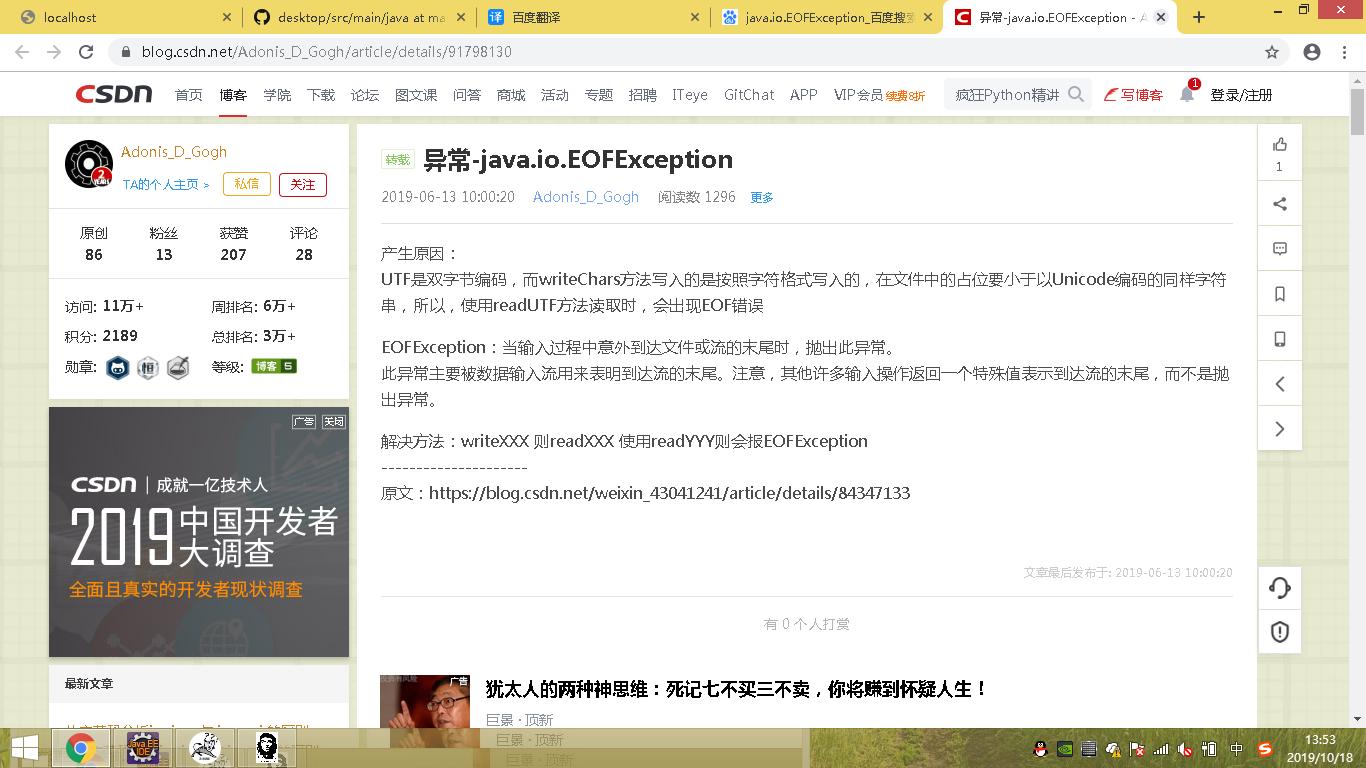 localhost
desktop/src/main/java at ma
百度翻译
java.io.EOFException_百度搜索
异常-java.io.EOFException - A
blog.csdn.net/Adonis_D_Gogh/article/details/91798130
CSDN 首页 博客 学院 下载 论坛 图文课 问答 商城 活动 专题 招聘 ITeye GitChat APP VIP会员 续费8折 疯狂Python精讲 写博客 1 登录/注册
Adonis_D_Gogh
2 YEARS
TA的个人主页 > 私信 关注
原创 粉丝 获赞 评论
86 13 207 28
访问: 11万+ 周排名: 6万+
积分: 2189 总排名: 3万+
勋章: 恒 等级: 博客 5
广告 关闭
CSDN | 成就一亿技术人
2019 中国开发者
大调查
全面且真实的开发者现状调查
最新文章
转载 异常-java.io.EOFException
2019-06-13 10:00:20 Adonis_D_Gogh 阅读数 1296 更多
产生原因：
UTF是双字节编码，而writeChars方法写入的是按照字符格式写入的，在文件中的占位要小于以Unicode编码的同样字符
串，所以，使用readUTF方法读取时，会出现EOF错误
EOFException：当输入过程中意外到达文件或流的末尾时，抛出此异常。
此异常主要被数据输入流用来表明到达流的末尾。注意，其他许多输入操作返回一个特殊值表示到达流的末尾，而不是抛
出异常。
解决方法：writeXXX 则readXXX 使用readYYY则会报EOFException
---------------------
原文：https://blog.csdn.net/weixin_43041241/article/details/84347133
文章最后发布于: 2019-06-13 10:00:20
有 0 个人打赏
投资有风险 广告
犹太人的两种神思维：死记七不买三不卖，你将赚到怀疑人生！
巨景 · 顶新
巨景 · 顶新
巨景 · 顶新
1
Java EE
IDE
中
13:53
2019/10/18